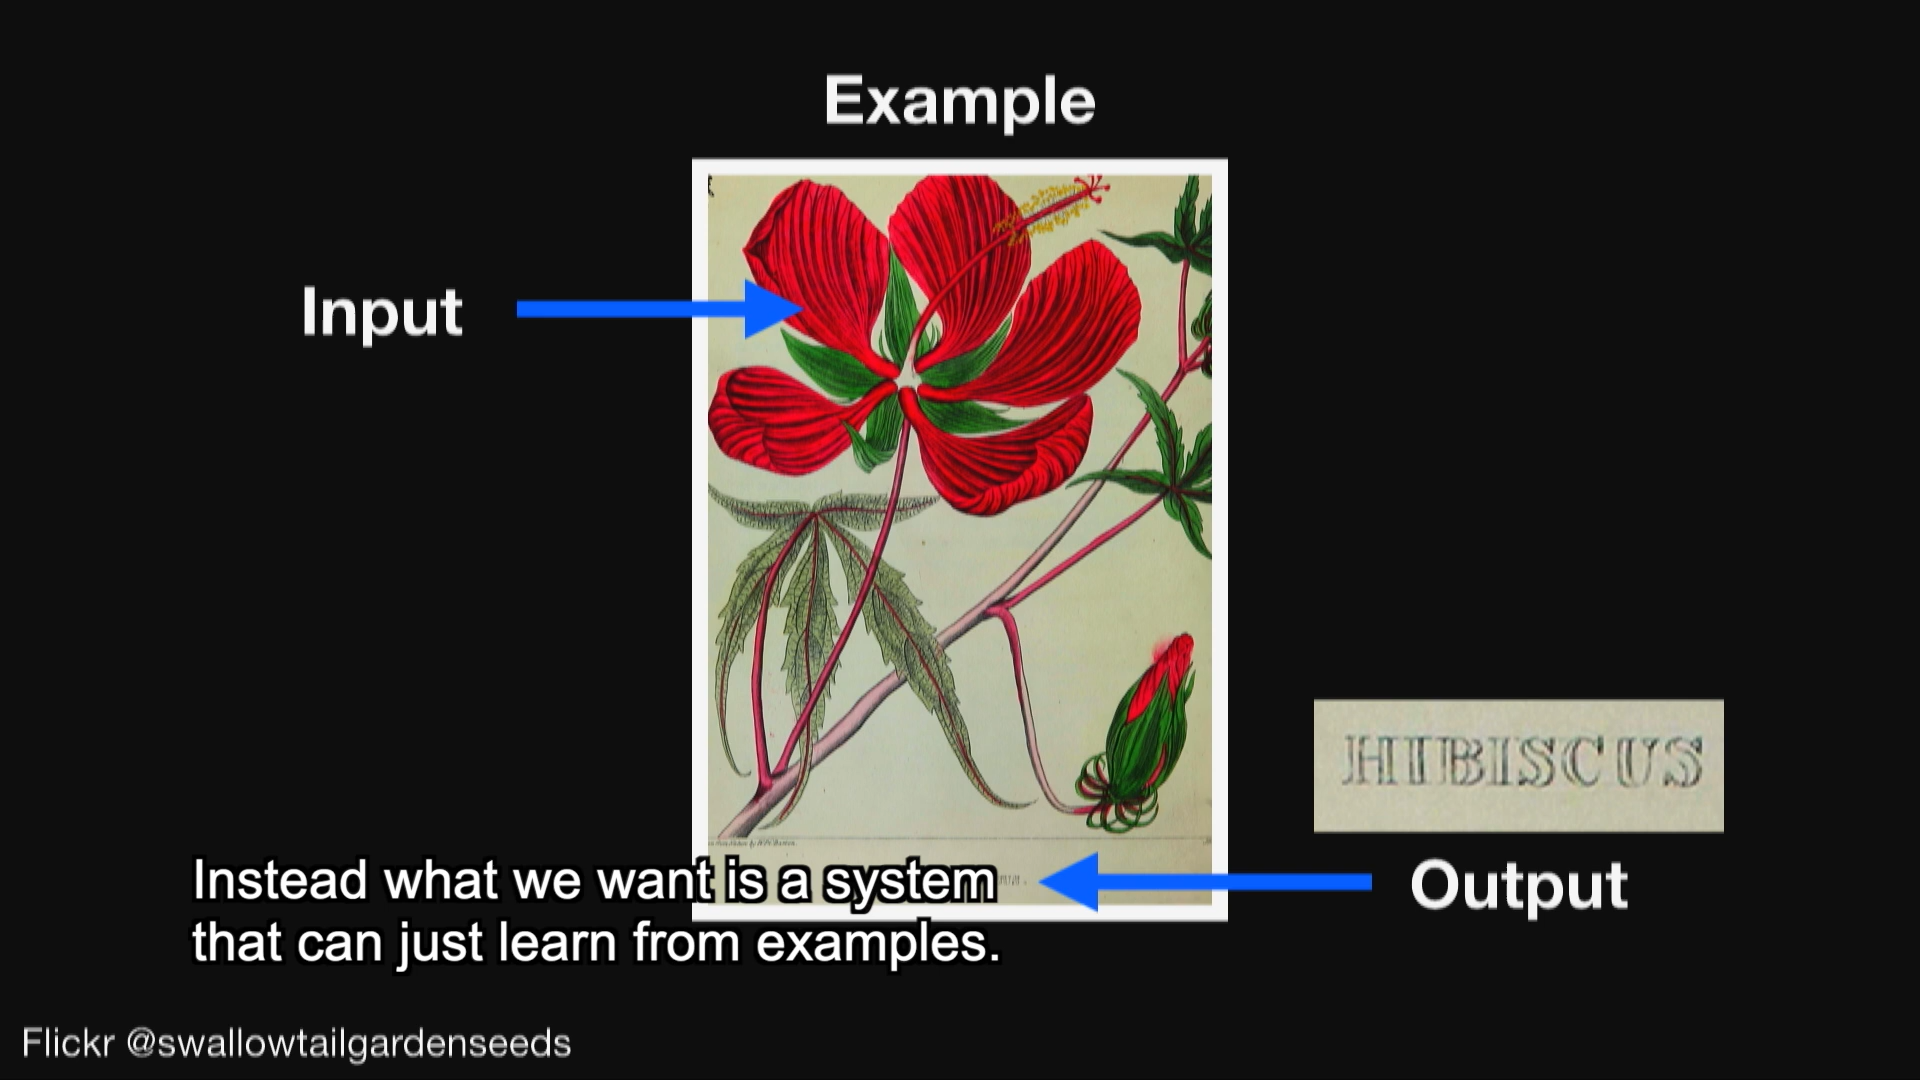 Example
Input
HIBISCUS
Output
Instead what we want is a system
that can just learn from examples.
Flickr @swallowtailgardenseeds